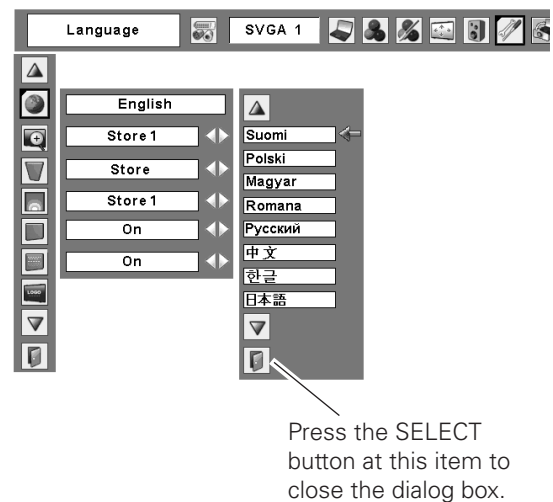 Language
SVGA 1
English
Store 1
Store
Store 1
On
On
Suomi
Polski
Magyar
Romana
Русский
中文
한글
日本語
LOGO
Press the SELECT
button at this item to
close the dialog box.